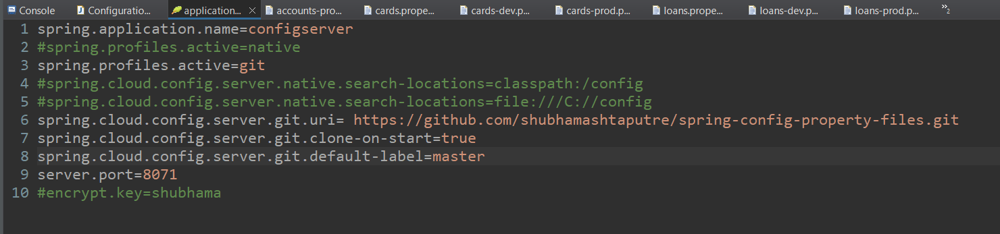 Console Configuratio... application... accounts-pro... cards.prope... cards-dev.p... cards-prod.p... loans.prope... loans-dev.p... loans-prod.p... »2
1 spring.application.name=configserver
2 #spring.profiles.active=native
3 spring.profiles.active=git
4 #spring.cloud.config.server.native.search-locations=classpath:/config
5 #spring.cloud.config.server.native.search-locations=file:///C://config
6 spring.cloud.config.server.git.uri= https://github.com/shubhamashtaputre/spring-config-property-files.git
7 spring.cloud.config.server.git.clone-on-start=true
8 spring.cloud.config.server.git.default-label=master
9 server.port=8071
10 #encrypt.key=shubhama